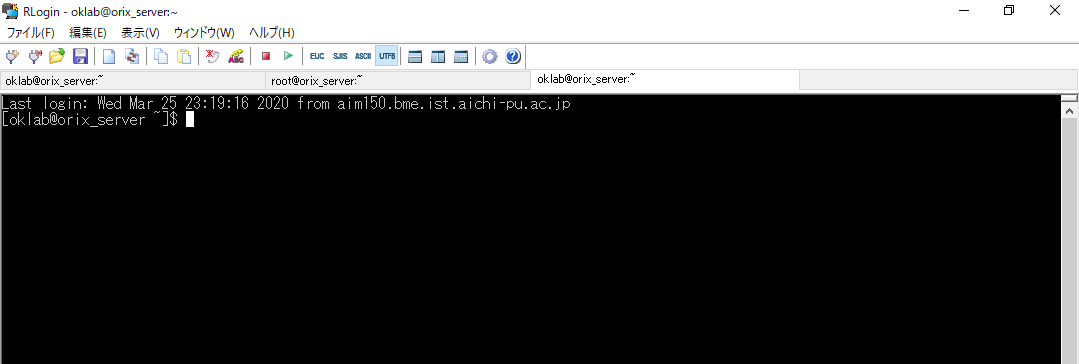 RLogin - oklab@orix_server:~
ファイル(F) 編集(E) 表示(V) ウィンドウ(W) ヘルプ(H)
EUC SJIS ASCII UTF8
oklab@orix_server:~ root@orix_server:~ oklab@orix_server:~
Last login: Wed Mar 25 23:19:16 2020 from aim150.bme.ist.aichi-pu.ac.jp
[oklab@orix_server ~]$